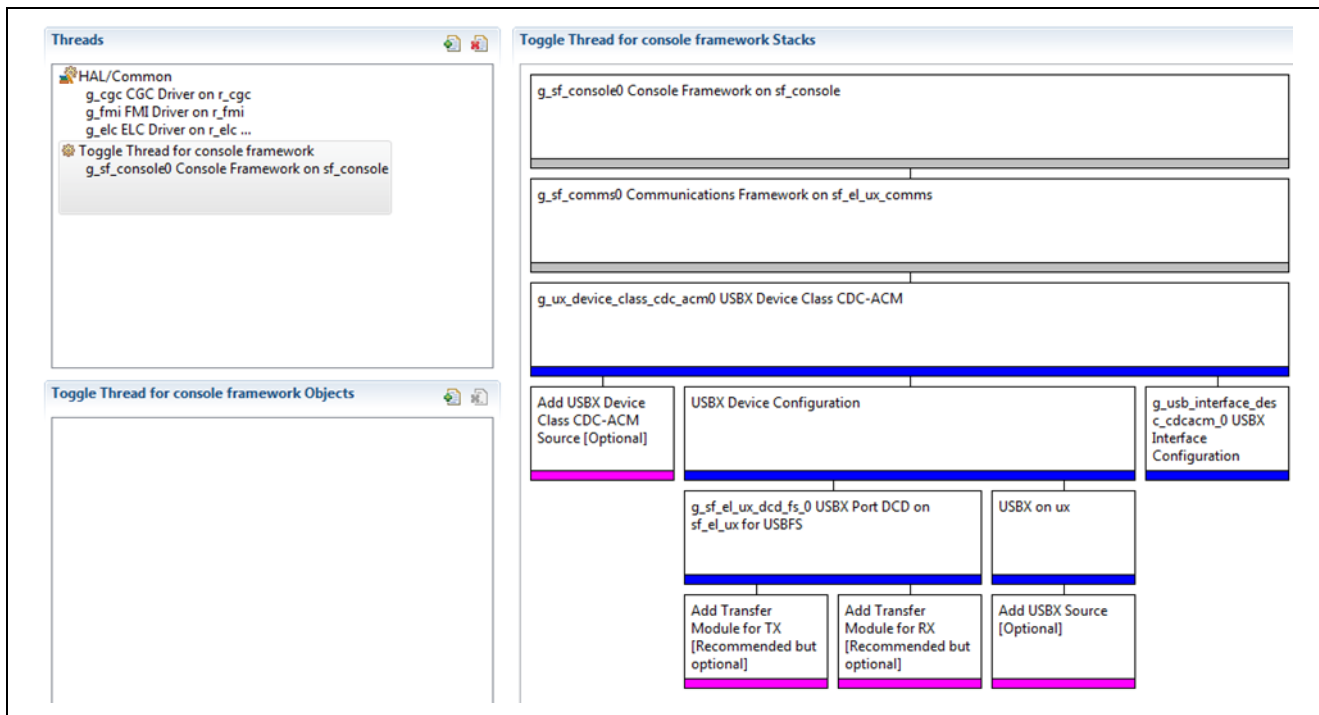 Threads
HAL/Common
g_cgc CGC Driver on r_cgc
g_fmi FMI Driver on r_fmi
g_elc ELC Driver on r_elc ...
Toggle Thread for console framework
g_sf_console0 Console Framework on sf_console
Toggle Thread for console framework Objects
Toggle Thread for console framework Stacks
g_sf_console0 Console Framework on sf_console
g_sf_comms0 Communications Framework on sf_el_ux_comms
g_ux_device_class_cdc_acm0 USBX Device Class CDC-ACM
Add USBX Device
Class CDC-ACM
Source [Optional]
USBX Device Configuration
g_usb_interface_des
c_cdcacm_0 USBX
Interface
Configuration
g_sf_el_ux_dcd_fs_0 USBX Port DCD on
sf_el_ux for USBFS
USBX on ux
Add Transfer
Module for TX
[Recommended but
optional]
Add Transfer
Module for RX
[Recommended but
optional]
Add USBX Source
[Optional]